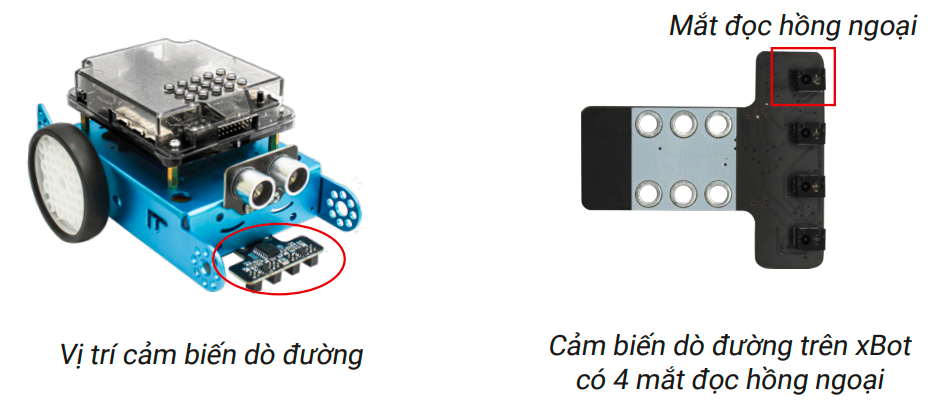 Mắt đọc hồng ngoại
Vị trí cảm biến dò đường
Cảm biến dò đường trên xBot
có 4 mắt đọc hồng ngoại